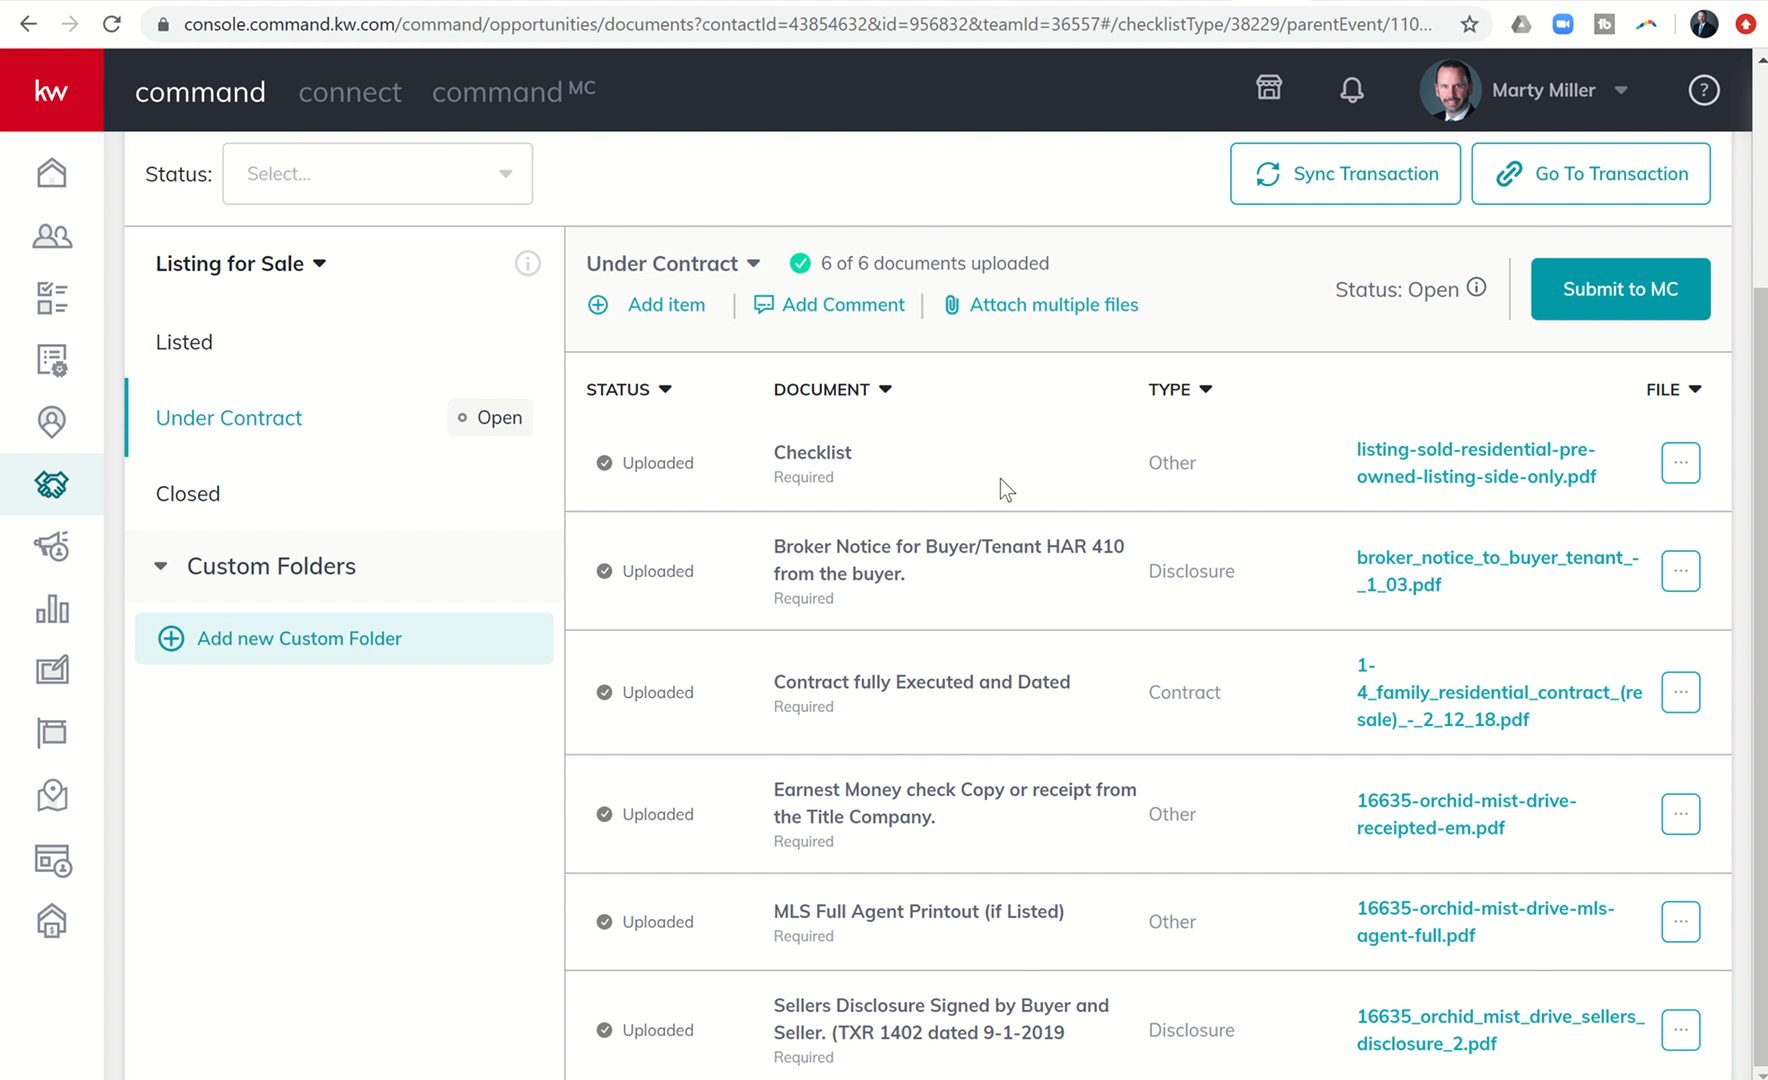 console.command.kw.com/command/opportunities/documents?contactId=43854632&id=956832&teamId=36557#/checklistType/38229/parentEvent/110...
kw
command connect command MC
Marty Miller
Status: Select...
Sync Transaction
Go To Transaction
Listing for Sale
Listed
Under Contract
Open
Closed
Custom Folders
Add new Custom Folder
Under Contract 6 of 6 documents uploaded
Add item Add Comment Attach multiple files
Status: Open
Submit to MC
STATUS DOCUMENT TYPE FILE
Uploaded
Checklist
Required
Other
listing-sold-residential-pre-
owned-listing-side-only.pdf
Uploaded
Broker Notice for Buyer/Tenant HAR 410
from the buyer.
Required
Disclosure
broker_notice_to_buyer_tenant_-
_1_03.pdf
Uploaded
Contract fully Executed and Dated
Required
Contract
1-
4_family_residential_contract_(re
sale)_-_2_12_18.pdf
Uploaded
Earnest Money check Copy or receipt from
the Title Company.
Required
Other
16635-orchid-mist-drive-
receipted-em.pdf
Uploaded
MLS Full Agent Printout (if Listed)
Required
Other
16635-orchid-mist-drive-mls-
agent-full.pdf
Uploaded
Sellers Disclosure Signed by Buyer and
Seller. (TXR 1402 dated 9-1-2019
Required
Disclosure
16635_orchid_mist_drive_sellers_
disclosure_2.pdf